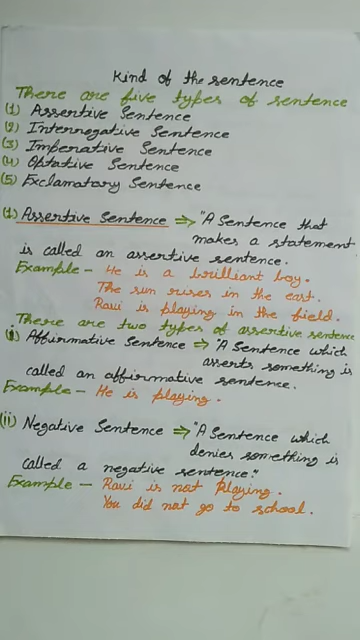 Kind of the sentence
There are five types of sentence
(1) Assertive Sentence
(2) Interregative Sentence
(3) Imperative Sentence
(4) Optative Sentence
(5) Exclamatory Sentence
(1) Assertive Sentence ⇒ "A Sentence that
makes a statement
is called an assertive sentence.
Example - He is a brilliant boy.
The sun rises in the east.
Ravi is playing in the field.
There are two types of assertive sentence
(i) Affirmative Sentence ⇒ "A Sentence which
asserts something is
called an affirmative sentence.
Example - He is playing.
(ii) Negative Sentence ⇒ "A Sentence which
denies something is
called a negative sentence."
Example - Ravi is not Playing.
You did not go to school.